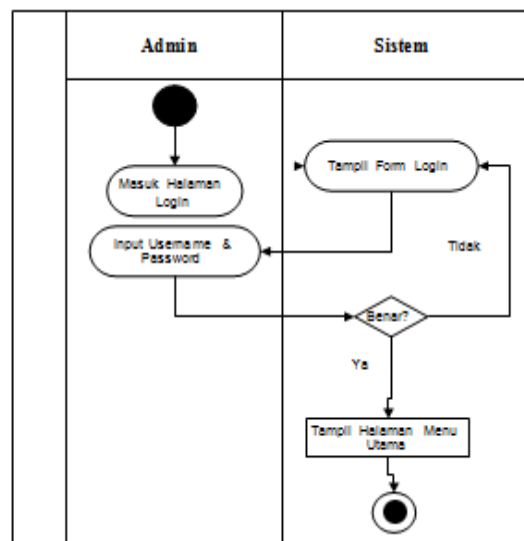 Admin
Sistem
Tampil Form Login
Masuk Halaman
Login
Input Username &
Password
Tidak
Benar?
Ya
Tampil Halaman Menu
Utama